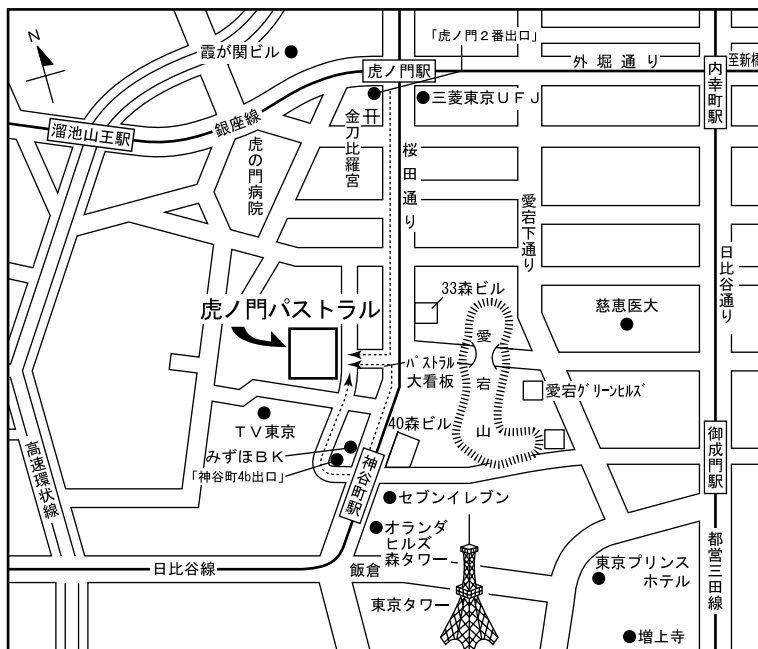 N
霞が関ビル
「虎ノ門2番出口」
虎ノ門駅
外堀通り
至新橋
内幸町駅
三菱東京UFJ
溜池山王駅
銀座線
虎の門病院
金刀比羅宮
桜田通り
愛宕下通り
日比谷通り
虎ノ門パストラル
33森ビル
愛宕山
慈恵医大
パストラル
大看板
愛宕グリーンヒルズ
TV東京
40森ビル
みずほBK
「神谷町4b出口」
神谷町駅
御成門駅
高速環状線
セブンイレブン
オランダ
ヒルズ
森タワー
都営三田線
日比谷線
飯倉
東京タワー
東京プリンス
ホテル
増上寺